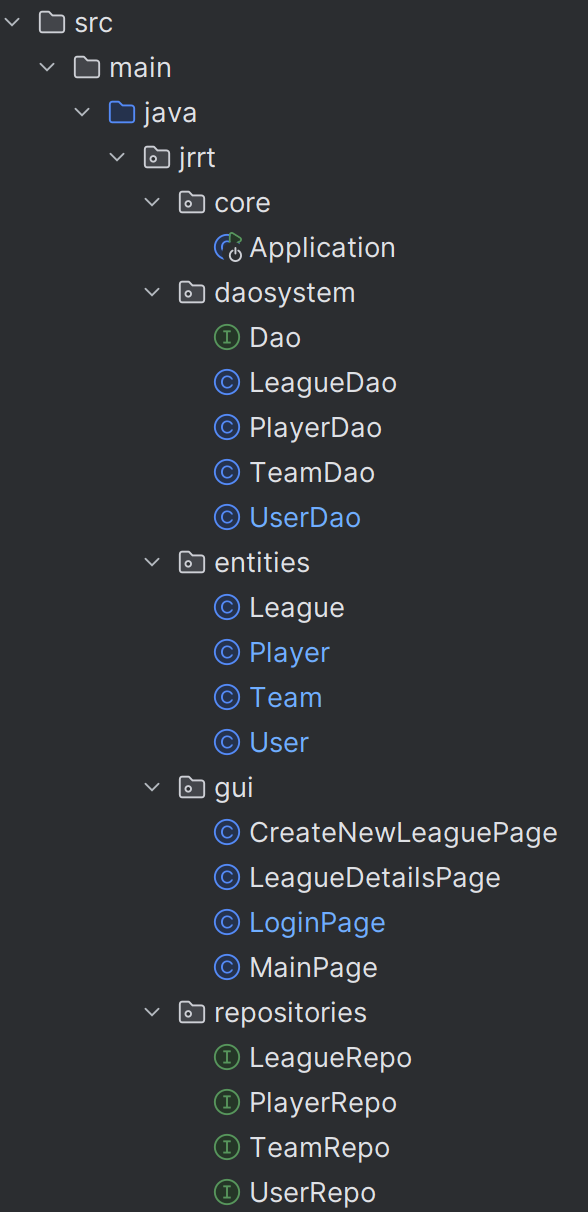 src
main
java
jrrt
core
Application
daosystem
I Dao
C LeagueDao
C PlayerDao
C TeamDao
C UserDao
entities
C League
C Player
C Team
C User
gui
C CreateNewLeaguePage
C LeagueDetailsPage
C LoginPage
C MainPage
repositories
I LeagueRepo
I PlayerRepo
I TeamRepo
I UserRepo